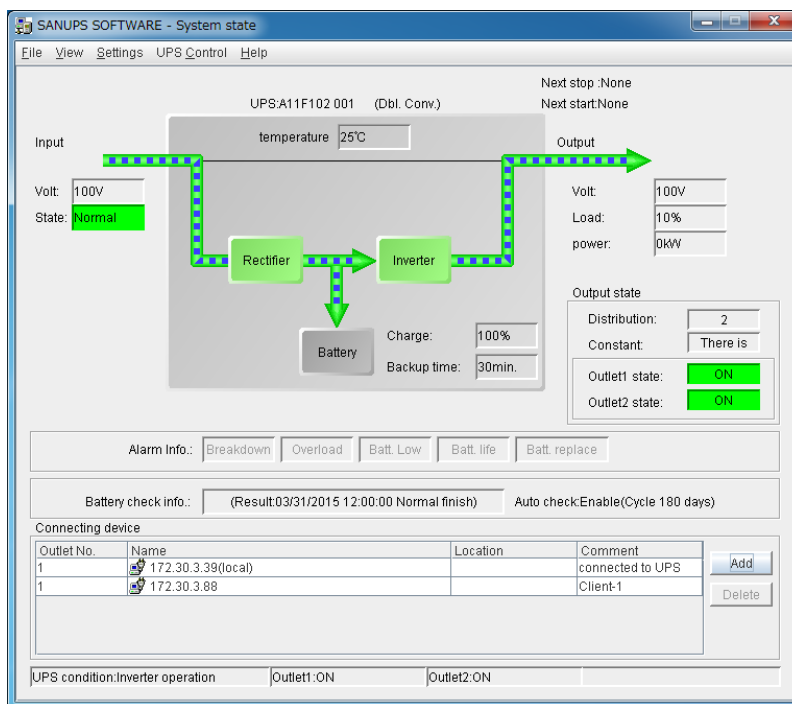 SANUPS SOFTWARE - System state
File View Settings UPS Control Help
Next stop :None
UPS:A11F102 001 (Dbl. Conv.) Next start:None
temperature 25℃
Input Output
Volt: 100V Volt: 100V
State: Normal Load: 10%
power: 0kW
Rectifier Inverter
Output state
Distribution: 2
Constant: There is
Battery Charge: 100%
Backup time: 30min.
Outlet1 state: ON
Outlet2 state: ON
Alarm Info.: Breakdown Overload Batt. Low Batt. life Batt. replace
Battery check info.: (Result:03/31/2015 12:00:00 Normal finish) Auto check:Enable(Cycle 180 days)
Connecting device
Outlet No. Name Location Comment
1 172.30.3.39(local) connected to UPS
1 172.30.3.88 Client-1
Add
Delete
UPS condition:Inverter operation Outlet1:ON Outlet2:ON